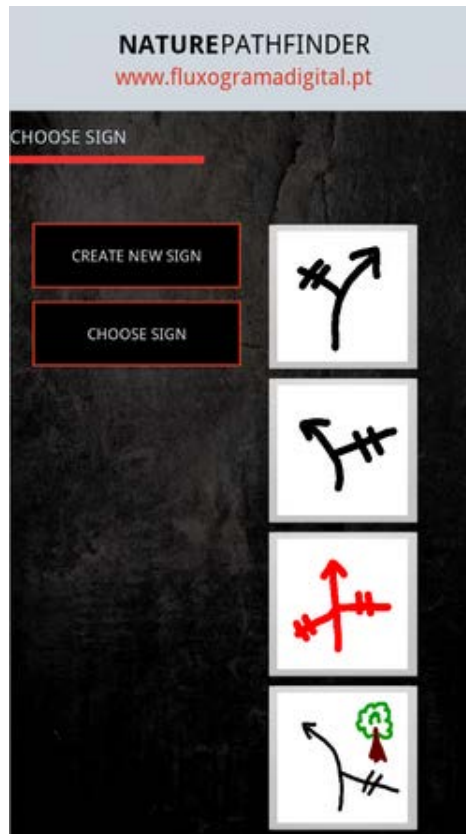 NATUREPATHFINDER
www.fluxogramadigital.pt
CHOOSE SIGN
CREATE NEW SIGN
CHOOSE SIGN